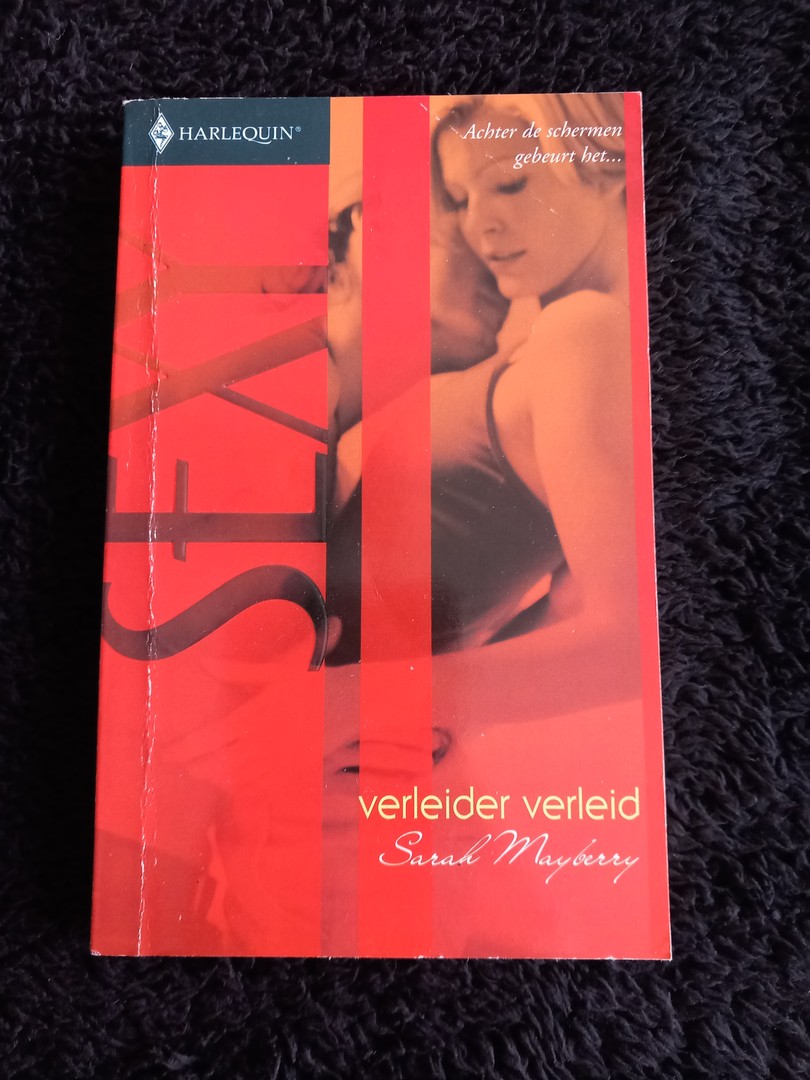 HARLEQUIN®
Achter de schermen
gebeurt het...
SEXY
verleider verleid
Sarah Mayberry